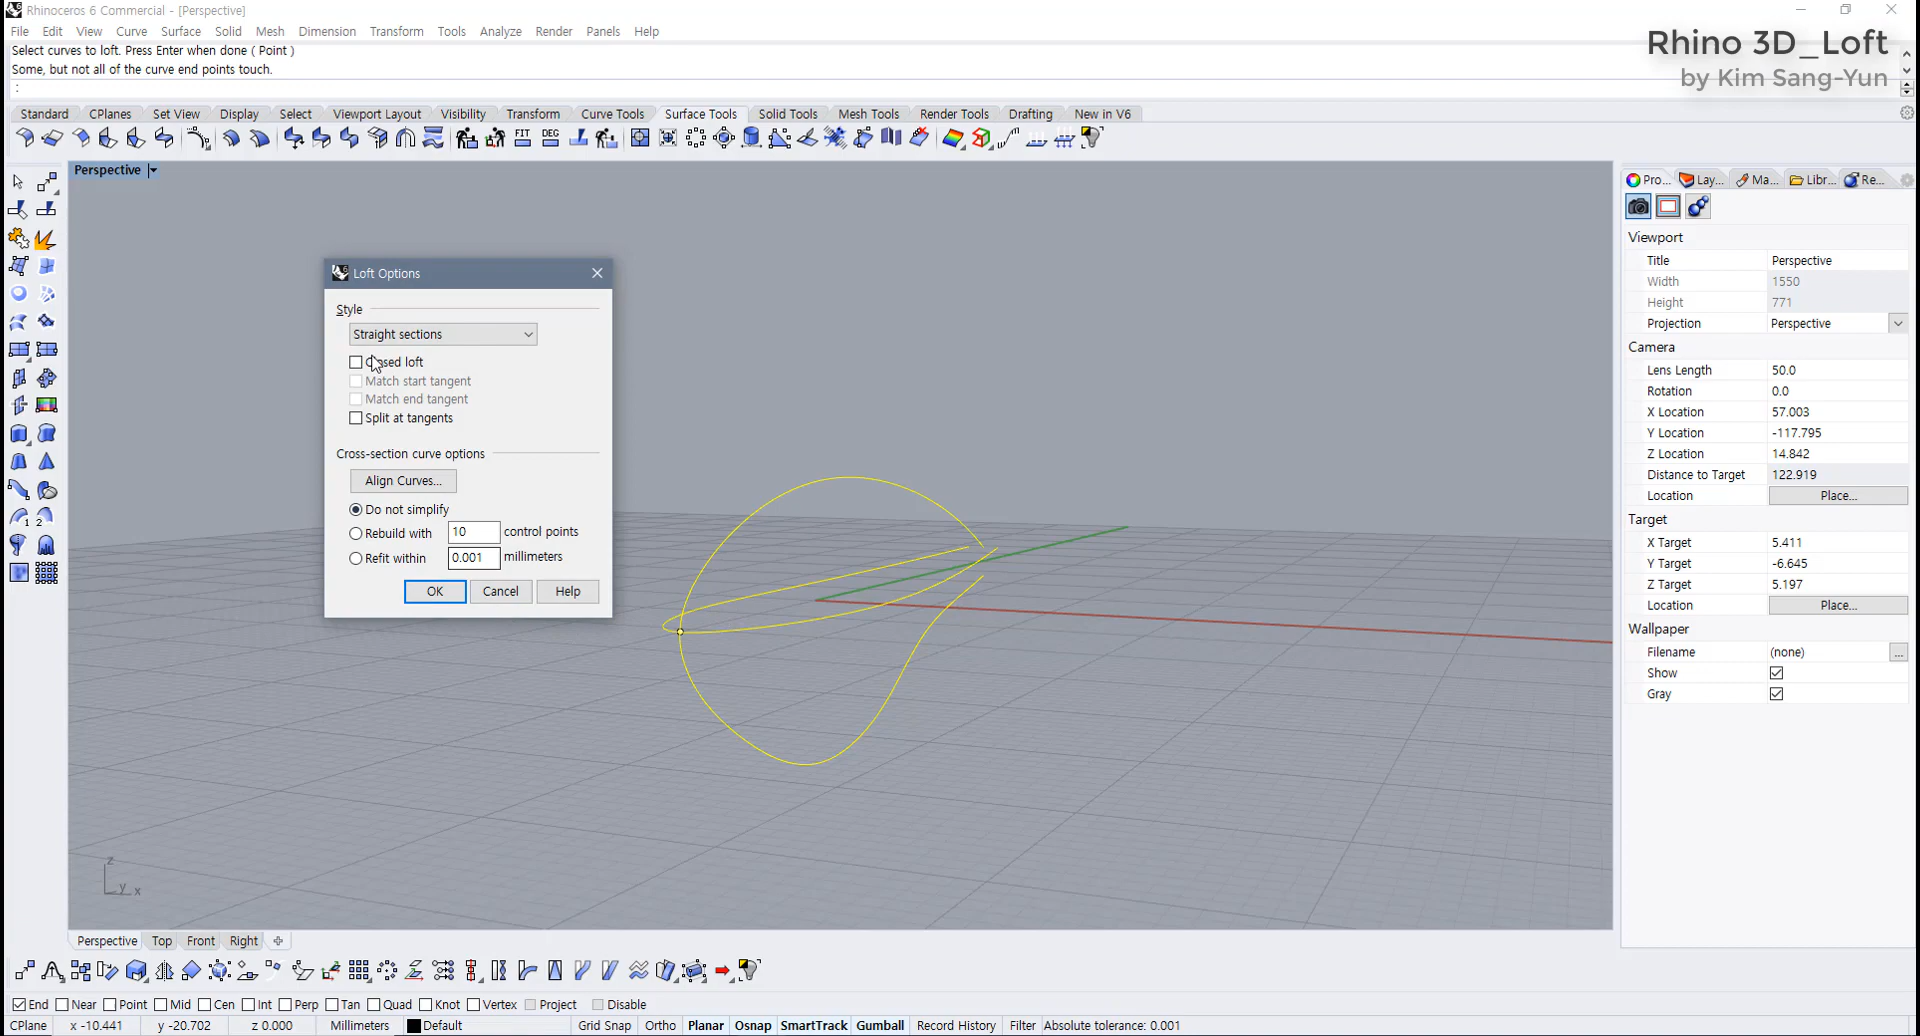 Rhinoceros 6 Commercial - [Perspective]
File Edit View Curve Surface Solid Mesh Dimension Transform Tools Analyze Render Panels Help
Select curves to loft. Press Enter when done ( Point )
Some, but not all of the curve end points touch.
:
Rhino 3D_Loft
by Kim Sang-Yun
Standard CPlanes Set View Display Select Viewport Layout Visibility Transform Curve Tools Surface Tools Solid Tools Mesh Tools Render Tools Drafting New in V6
FIT DEG
Perspective
Loft Options
Style
Straight sections
Closed loft
Match start tangent
Match end tangent
Split at tangents
Cross-section curve options
Align Curves...
Do not simplify
Rebuild with 10 control points
Refit within 0.001 millimeters
OK Cancel Help
z
y x
Pro... Lay... Ma... Libr... Re...
Viewport
Title Perspective
Width 1550
Height 771
Projection Perspective
Camera
Lens Length 50.0
Rotation 0.0
X Location 57.003
Y Location -117.795
Z Location 14.842
Distance to Target 122.919
Location Place...
Target
X Target 5.411
Y Target -6.645
Z Target 5.197
Location Place...
Wallpaper
Filename (none) ...
Show
Gray
Perspective Top Front Right
End Near Point Mid Cen Int Perp Tan Quad Knot Vertex Project Disable
CPlane x -10.441 y -20.702 z 0.000 Millimeters Default Grid Snap Ortho Planar Osnap SmartTrack Gumball Record History Filter Absolute tolerance: 0.001